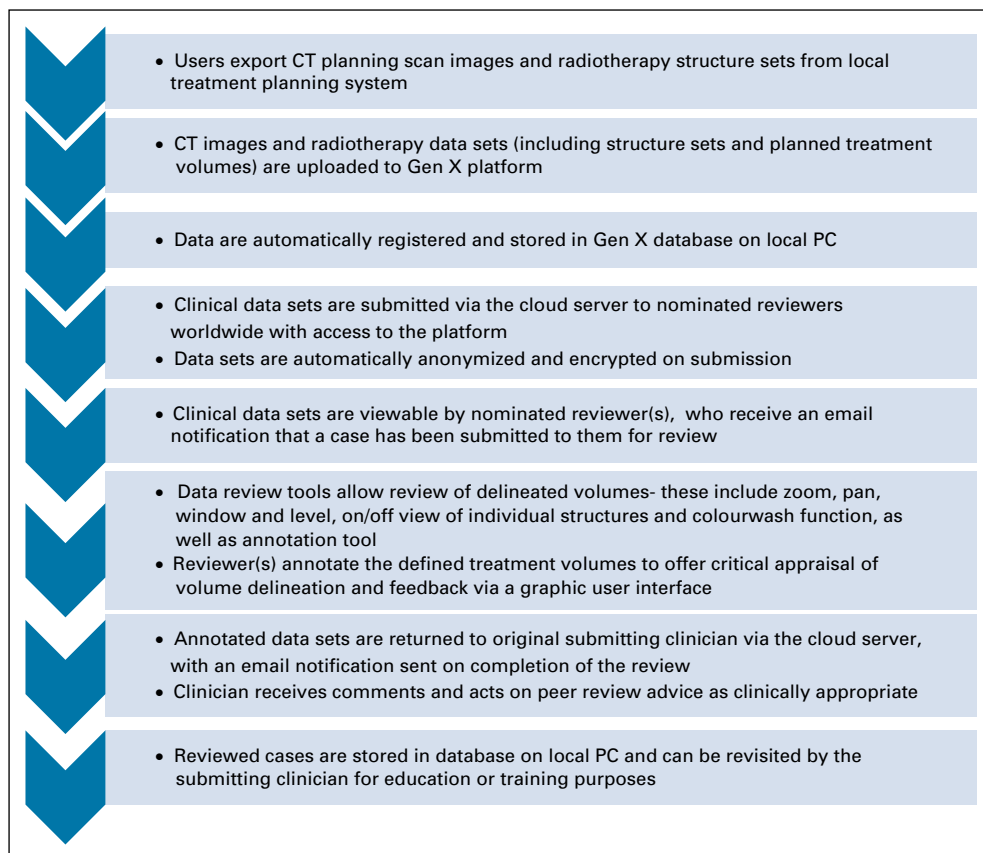 • Users export CT planning scan images and radiotherapy structure sets from local
treatment planning system
• CT images and radiotherapy data sets (including structure sets and planned treatment
volumes) are uploaded to Gen X platform
• Data are automatically registered and stored in Gen X database on local PC
• Clinical data sets are submitted via the cloud server to nominated reviewers
worldwide with access to the platform
• Data sets are automatically anonymized and encrypted on submission
• Clinical data sets are viewable by nominated reviewer(s), who receive an email
notification that a case has been submitted to them for review
• Data review tools allow review of delineated volumes- these include zoom, pan,
window and level, on/off view of individual structures and colourwash function, as
well as annotation tool
• Reviewer(s) annotate the defined treatment volumes to offer critical appraisal of
volume delineation and feedback via a graphic user interface
• Annotated data sets are returned to original submitting clinician via the cloud server,
with an email notification sent on completion of the review
• Clinician receives comments and acts on peer review advice as clinically appropriate
• Reviewed cases are stored in database on local PC and can be revisited by the
submitting clinician for education or training purposes